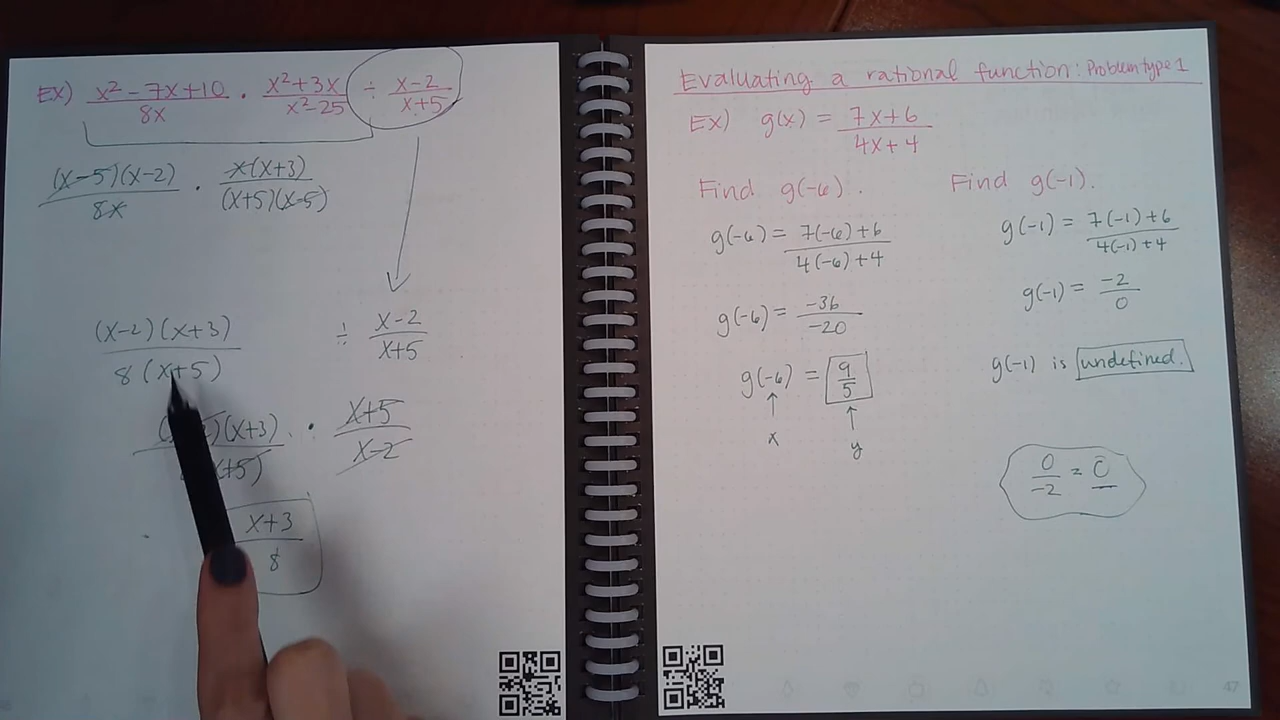 EX) x² - 7x + 10 / 8x · x² + 3x / x² - 25 ÷ x - 2 / x + 5
(x - 5)(x - 2) / 8x · x(x + 3) / (x + 5)(x - 5)
(x - 2)(x + 3) / 8(x + 5) ÷ x - 2 / x + 5
(x + 3) / x + 5) · x + 5 / x - 2
x + 3 / 8
Evaluating a rational function: Problem type 1
EX) g(x) = 7x + 6 / 4x + 4
Find g(-6).
g(-6) = 7(-6) + 6 / 4(-6) + 4
g(-6) = -36 / -20
g(-6) = 9 / 5
↑ x ↑ y
Find g(-1).
g(-1) = 7(-1) + 6 / 4(-1) + 4
g(-1) = -2 / 0
g(-1) is undefined.
0 / -2 = 0
47